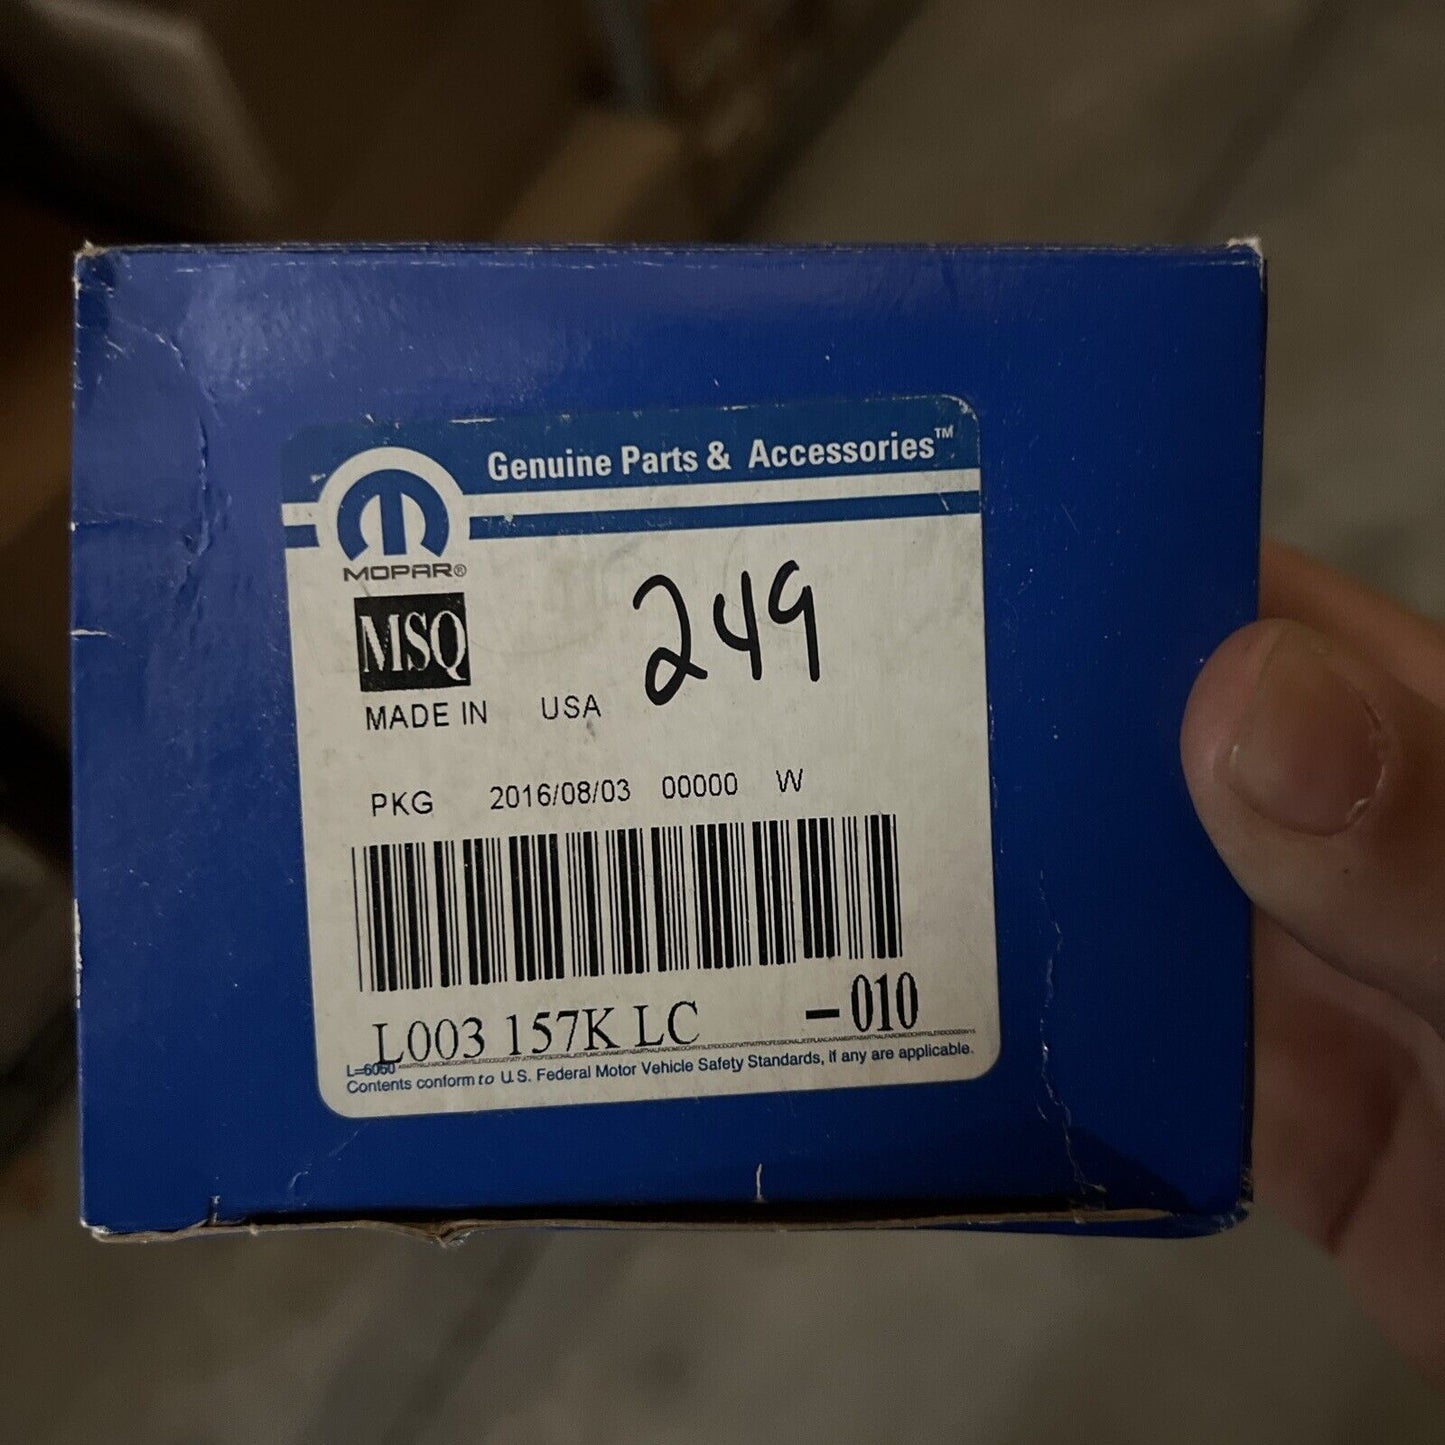 Genuine Parts & Accessories™
MOPAR®
MSQ
249
MADE IN USA
PKG 2016/08/03 00000 W
L003 157K LC -010
L=6060
Contents conform to U.S. Federal Motor Vehicle Safety Standards, if any are applicable.